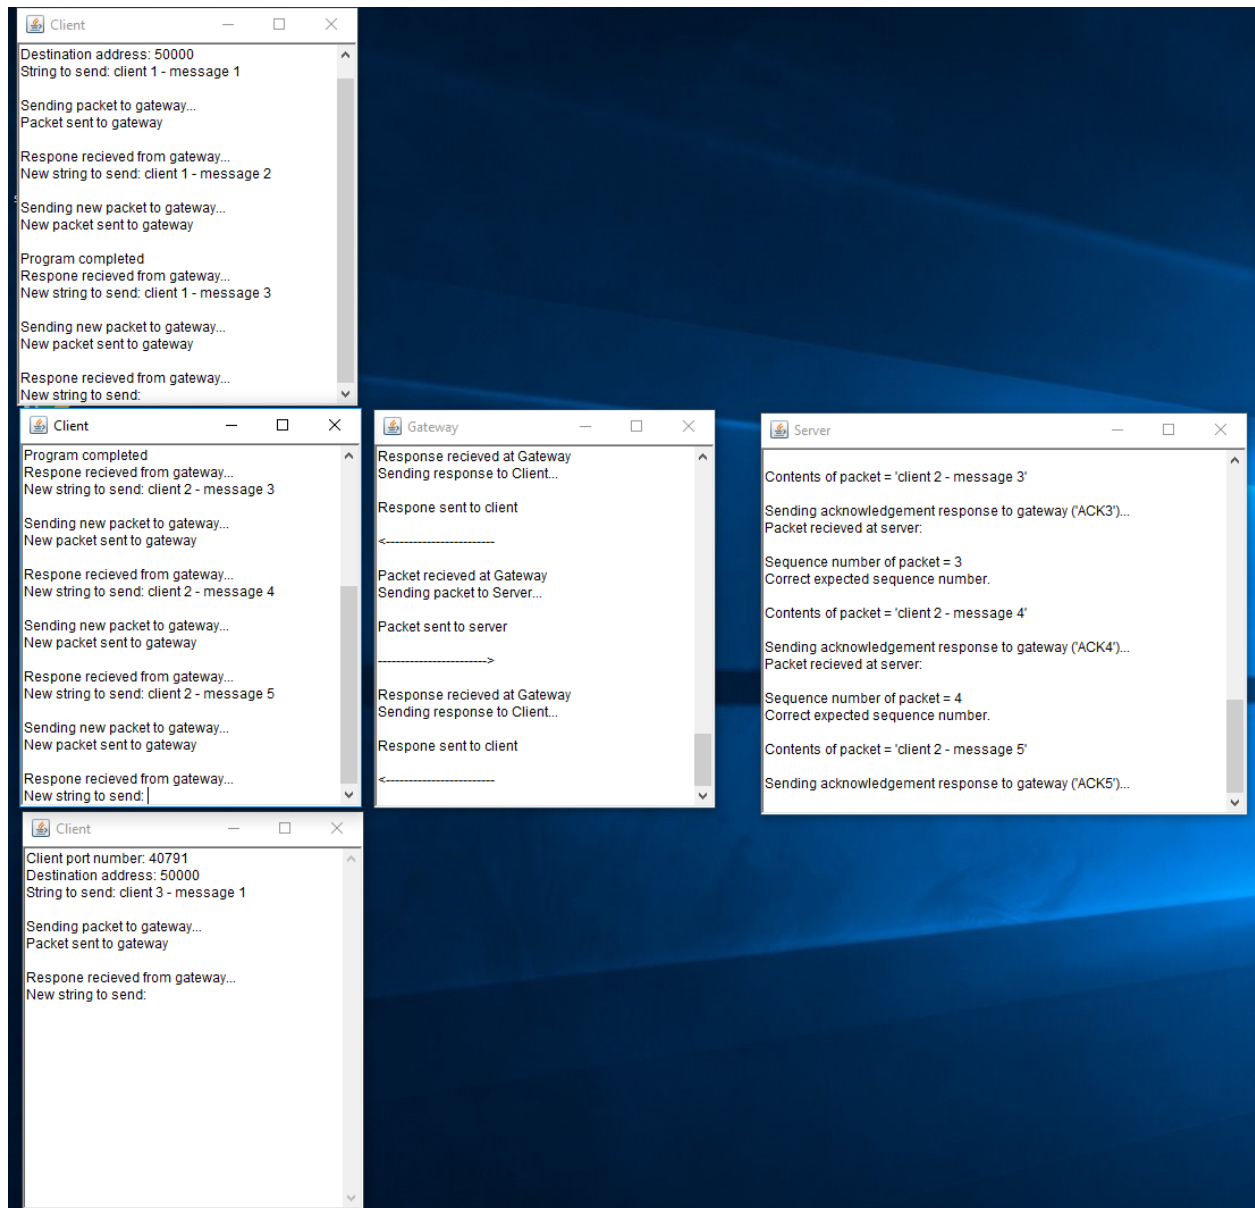 Client
Destination address: 50000
String to send: client 1 - message 1
Sending packet to gateway...
Packet sent to gateway
Respone recieved from gateway...
New string to send: client 1 - message 2
Sending new packet to gateway...
New packet sent to gateway
Program completed
Respone recieved from gateway...
New string to send: client 1 - message 3
Sending new packet to gateway...
New packet sent to gateway
Respone recieved from gateway...
New string to send:
Client
Program completed
Respone recieved from gateway...
New string to send: client 2 - message 3
Sending new packet to gateway...
New packet sent to gateway
Respone recieved from gateway...
New string to send: client 2 - message 4
Sending new packet to gateway...
New packet sent to gateway
Respone recieved from gateway...
New string to send: client 2 - message 5
Sending new packet to gateway...
New packet sent to gateway
Respone recieved from gateway...
New string to send:
Gateway
Response recieved at Gateway
Sending response to Client...
Respone sent to client
<------------------------
Packet recieved at Gateway
Sending packet to Server...
Packet sent to server
------------------------>
Response recieved at Gateway
Sending response to Client...
Respone sent to client
<------------------------
Server
Contents of packet = 'client 2 - message 3'
Sending acknowledgement response to gateway ('ACK3')...
Packet recieved at server:
Sequence number of packet = 3
Correct expected sequence number.
Contents of packet = 'client 2 - message 4'
Sending acknowledgement response to gateway ('ACK4')...
Packet recieved at server:
Sequence number of packet = 4
Correct expected sequence number.
Contents of packet = 'client 2 - message 5'
Sending acknowledgement response to gateway ('ACK5')...
Client
Client port number: 40791
Destination address: 50000
String to send: client 3 - message 1
Sending packet to gateway...
Packet sent to gateway
Respone recieved from gateway...
New string to send: